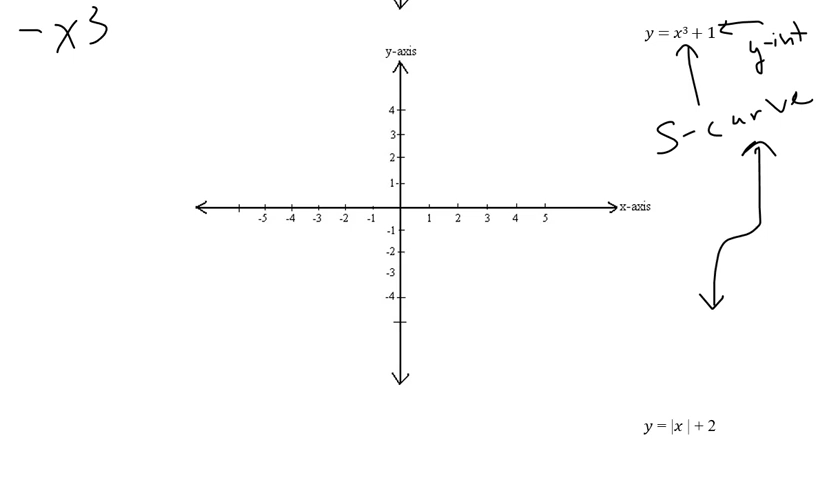 -x3
y = x³ + 1
y-int
S-curve
y-axis
4
3
2
1
x-axis
-5 -4 -3 -2 -1 1 2 3 4 5
-1
-2
-3
-4
y = |x | + 2